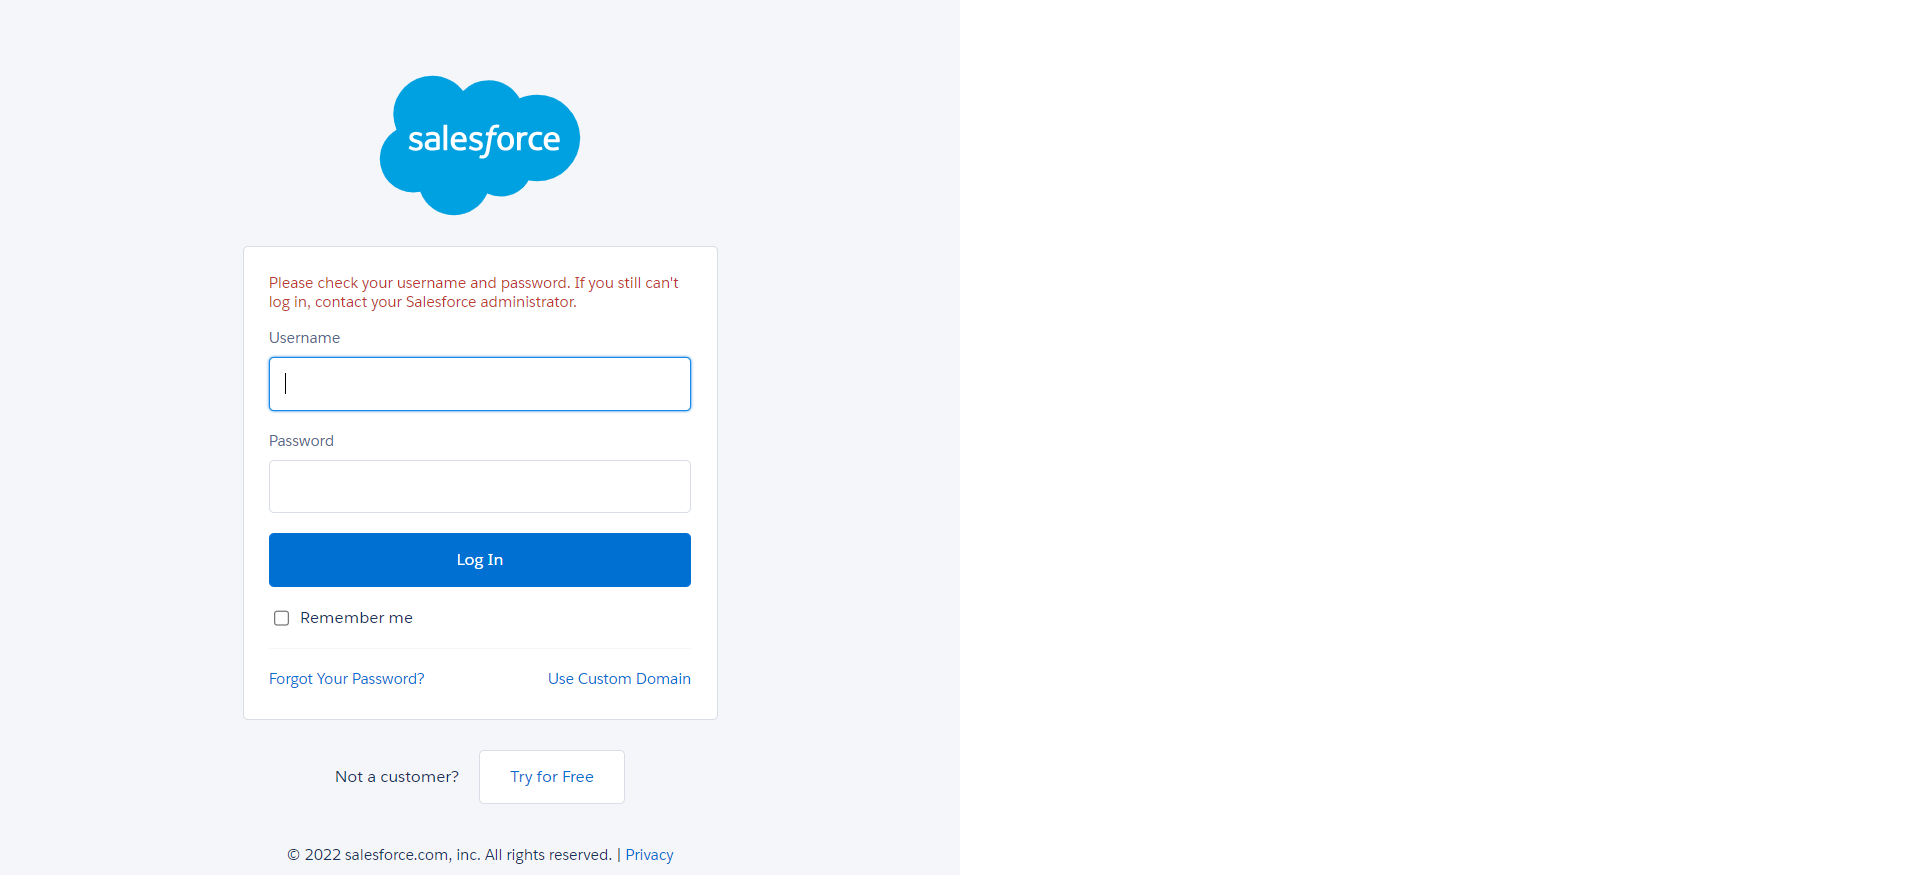 salesforce
Please check your username and password. If you still can't
log in, contact your Salesforce administrator.
Username
Password
Log In
Remember me
Forgot Your Password? Use Custom Domain
Not a customer? Try for Free
© 2022 salesforce.com, inc. All rights reserved. | Privacy